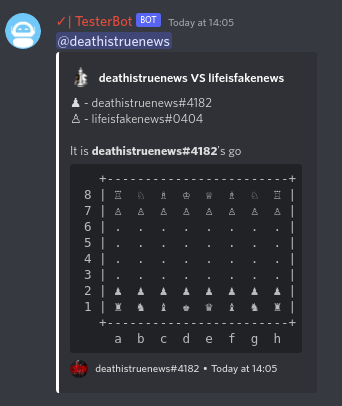 ✓| TesterBot BOT Today at 14:05
@deathistruenews
deathistruenews VS lifeisfakenews
♟ - deathistruenews#4182
♙ - lifeisfakenews#0404
It is deathistruenews#4182's go
+------------------------+
8 | ♖ ♘ ♗ ♔ ♕ ♗ ♘ ♖ |
7 | ♙ ♙ ♙ ♙ ♙ ♙ ♙ ♙ |
6 | . . . . . . . . |
5 | . . . . . . . . |
4 | . . . . . . . . |
3 | . . . . . . . . |
2 | ♟ ♟ ♟ ♟ ♟ ♟ ♟ ♟ |
1 | ♜ ♞ ♝ ♚ ♛ ♝ ♞ ♜ |
+------------------------+
a b c d e f g h
deathistruenews#4182 • Today at 14:05